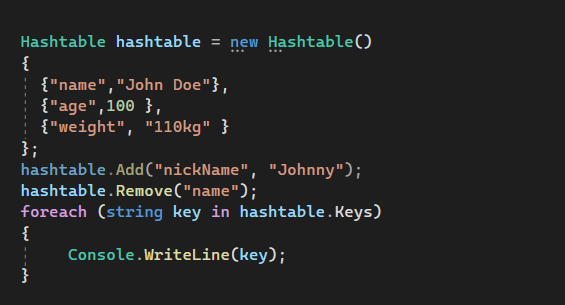 Hashtable hashtable = new Hashtable()
{
{"name","John Doe"},
{"age",100 },
{"weight", "110kg" }
};
hashtable.Add("nickName", "Johnny");
hashtable.Remove("name");
foreach (string key in hashtable.Keys)
{
Console.WriteLine(key);
}